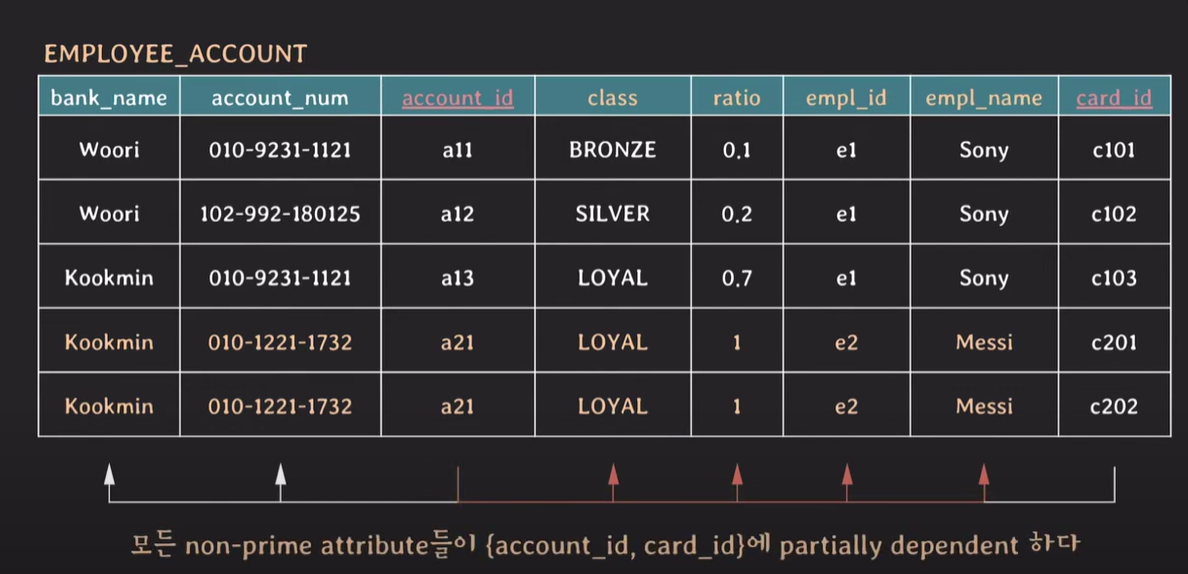 EMPLOYEE_ACCOUNT
bank_name account_num account_id class ratio empl_id empl_name card_id
Woori 010-9231-1121 a11 BRONZE 0.1 e1 Sony c101
Woori 102-992-180125 a12 SILVER 0.2 e1 Sony c102
Kookmin 010-9231-1121 a13 LOYAL 0.7 e1 Sony c103
Kookmin 010-1221-1732 a21 LOYAL 1 e2 Messi c201
Kookmin 010-1221-1732 a21 LOYAL 1 e2 Messi c202
모든 non-prime attribute들이 {account_id, card_id}에 partially dependent 하다